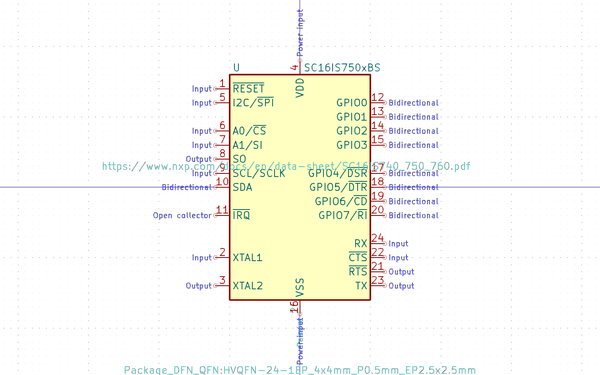 Power input
4
U SC16IS750xBS
VDD
Input 1 RESET
Input 5 I2C/SPI
GPIO0 12 Bidirectional
GPIO1 13 Bidirectional
Input 6 A0/CS
GPIO2 14 Bidirectional
Input 7 A1/SI
GPIO3 15 Bidirectional
Output 8 SO
https://www.nxp.com/docs/en/data-sheet/SC16IS740_750_760.pdf
Input 9 SCL/SCLK
GPIO4/DSR 17 Bidirectional
Bidirectional 10 SDA
GPIO5/DTR 18 Bidirectional
GPIO6/CD 19 Bidirectional
Open collector 11 IRQ
GPIO7/RI 20 Bidirectional
RX 24 Input
Input 2 XTAL1
CTS 22 Input
RTS 21 Output
Output 3 XTAL2
TX 23 Output
VSS
16
Power input
Package_DFN_QFN:HVQFN-24-1EP_4x4mm_P0.5mm_EP2.5x2.5mm